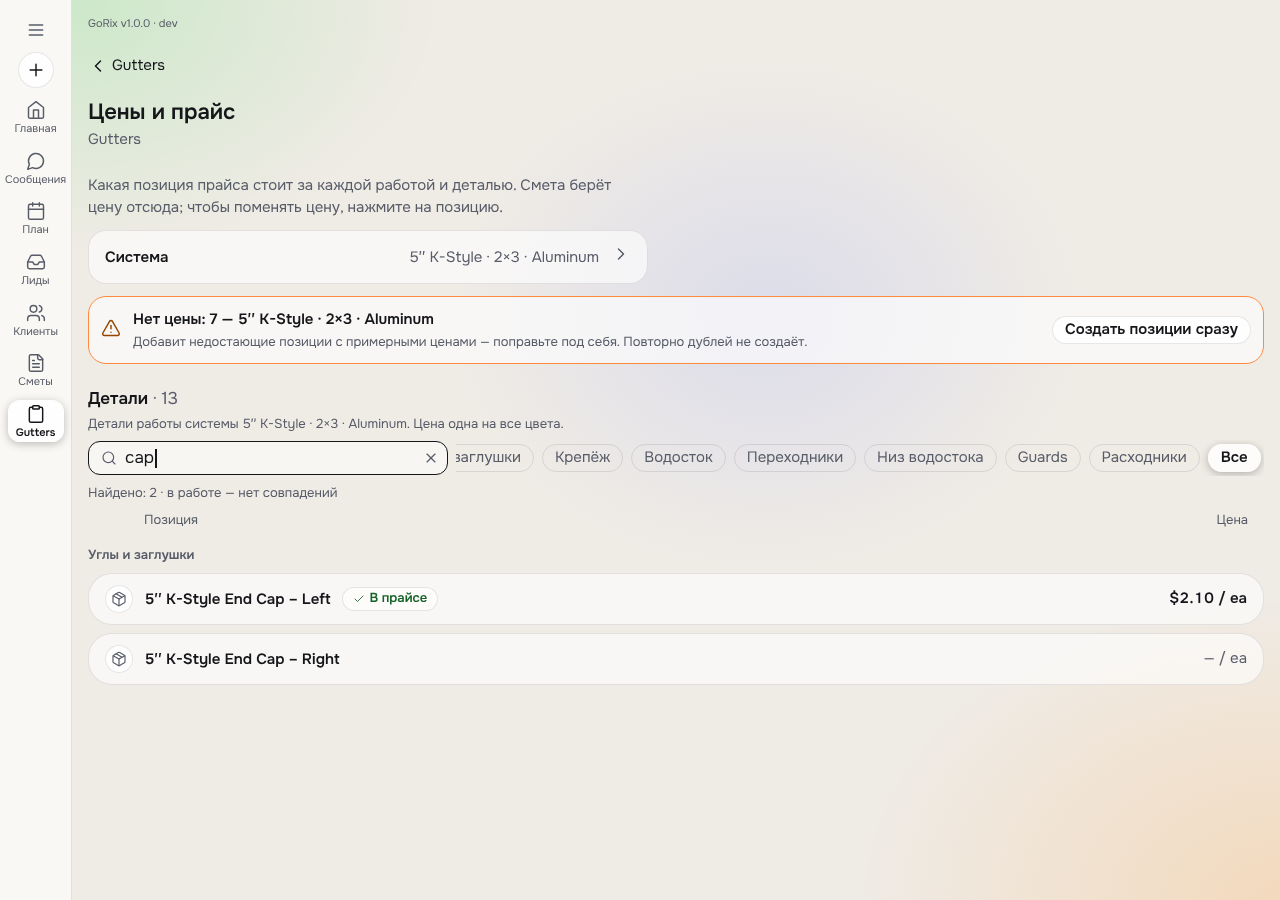 GoRix v1.0.0 · dev
Gutters
Главная
Сообщения
План
Лиды
Клиенты
Сметы
Gutters
Цены и прайс
Gutters
Какая позиция прайса стоит за каждой работой и деталью. Смета берёт
цену отсюда; чтобы поменять цену, нажмите на позицию.
Система 5″ K-Style · 2×3 · Aluminum
Нет цены: 7 — 5″ K-Style · 2×3 · Aluminum
Добавит недостающие позиции с примерными ценами — поправьте под себя. Повторно дублей не создаёт.
Создать позиции сразу
Детали · 13
Детали работы системы 5″ K-Style · 2×3 · Aluminum. Цена одна на все цвета.
cap
заглушки Крепёж Водосток Переходники Низ водостока Guards Расходники Все
Найдено: 2 · в работе — нет совпадений
Позиция Цена
Углы и заглушки
5″ K-Style End Cap – Left В прайсе $2.10 / ea
5″ K-Style End Cap – Right — / ea